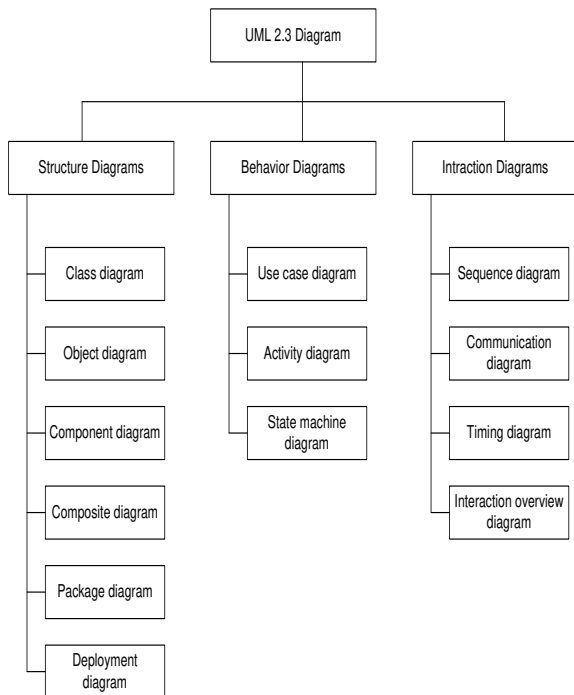 UML 2.3 Diagram
Structure Diagrams
Behavior Diagrams
Intraction Diagrams
Class diagram
Object diagram
Component diagram
Composite diagram
Package diagram
Deployment
diagram
Use case diagram
Activity diagram
State machine
diagram
Sequence diagram
Communication
diagram
Timing diagram
Interaction overview
diagram